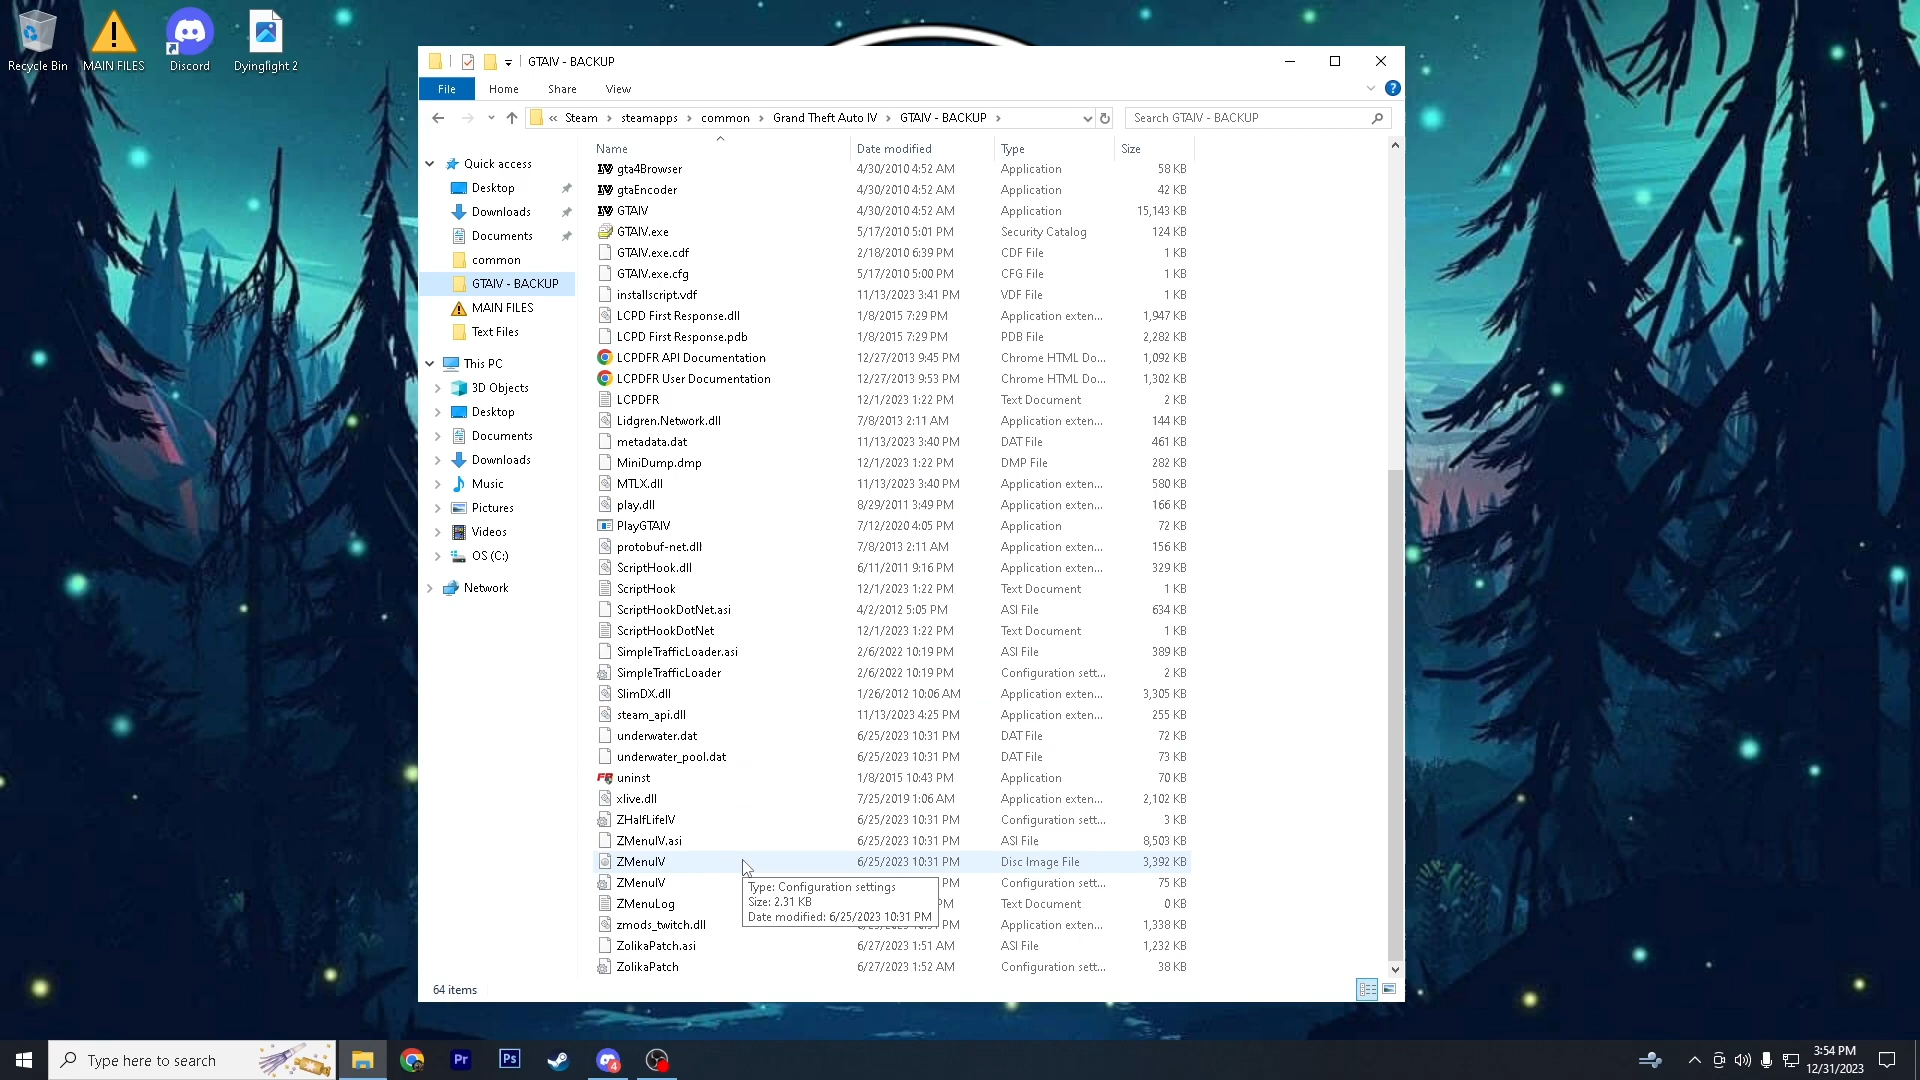 Recycle Bin
MAIN FILES
Discord
Dyinglight 2
GTAIV - BACKUP
File Home Share View
« Steam > steamapps > common > Grand Theft Auto IV > GTAIV - BACKUP >
Search GTAIV - BACKUP
Quick access
Desktop
Downloads
Documents
common
GTAIV - BACKUP
MAIN FILES
Text Files
This PC
3D Objects
Desktop
Documents
Downloads
Music
Pictures
Videos
OS (C:)
Network
Name Date modified Type Size
gta4Browser 4/30/2010 4:52 AM Application 58 KB
gtaEncoder 4/30/2010 4:52 AM Application 42 KB
GTAIV 4/30/2010 4:52 AM Application 15,143 KB
GTAIV.exe 5/17/2010 5:01 PM Security Catalog 124 KB
GTAIV.exe.cdf 2/18/2010 6:39 PM CDF File 1 KB
GTAIV.exe.cfg 5/17/2010 5:00 PM CFG File 1 KB
installscript.vdf 11/13/2023 3:41 PM VDF File 1 KB
LCPD First Response.dll 1/8/2015 7:29 PM Application exten... 1,947 KB
LCPD First Response.pdb 1/8/2015 7:29 PM PDB File 2,282 KB
LCPDFR API Documentation 12/27/2013 9:45 PM Chrome HTML Do... 1,092 KB
LCPDFR User Documentation 12/27/2013 9:53 PM Chrome HTML Do... 1,302 KB
LCPDFR 12/1/2023 1:22 PM Text Document 2 KB
Lidgren.Network.dll 7/8/2013 2:11 AM Application exten... 144 KB
metadata.dat 11/13/2023 3:40 PM DAT File 461 KB
MiniDump.dmp 12/1/2023 1:22 PM DMP File 282 KB
MTLX.dll 11/13/2023 3:40 PM Application exten... 580 KB
play.dll 8/29/2011 3:49 PM Application exten... 166 KB
PlayGTAIV 7/12/2020 4:05 PM Application 72 KB
protobuf-net.dll 7/8/2013 2:11 AM Application exten... 156 KB
ScriptHook.dll 6/11/2011 9:16 PM Application exten... 329 KB
ScriptHook 12/1/2023 1:22 PM Text Document 1 KB
ScriptHookDotNet.asi 4/2/2012 5:05 PM ASI File 634 KB
ScriptHookDotNet 12/1/2023 1:22 PM Text Document 1 KB
SimpleTrafficLoader.asi 2/6/2022 10:19 PM ASI File 389 KB
SimpleTrafficLoader 2/6/2022 10:19 PM Configuration sett... 2 KB
SlimDX.dll 1/26/2012 10:06 AM Application exten... 3,305 KB
steam_api.dll 11/13/2023 4:25 PM Application exten... 255 KB
underwater.dat 6/25/2023 10:31 PM DAT File 72 KB
underwater_pool.dat 6/25/2023 10:31 PM DAT File 73 KB
uninst 1/8/2015 10:43 PM Application 70 KB
xlive.dll 7/25/2019 1:06 AM Application exten... 2,102 KB
ZHalfLifeIV 6/25/2023 10:31 PM Configuration sett... 3 KB
ZMenuIV.asi 6/25/2023 10:31 PM ASI File 8,503 KB
ZMenuIV 6/25/2023 10:31 PM Disc Image File 3,392 KB
ZMenuIV PM Configuration sett... 75 KB
ZMenuLog PM Text Document 0 KB
zmods_twitch.dll Application exten... 1,338 KB
ZolikaPatch.asi 6/27/2023 1:51 AM ASI File 1,232 KB
ZolikaPatch 6/27/2023 1:52 AM Configuration sett... 38 KB
Type: Configuration settings
Size: 2.31 KB
Date modified: 6/25/2023 10:31 PM
64 items
Type here to search
Pr
Ps
4
3:54 PM
12/31/2023